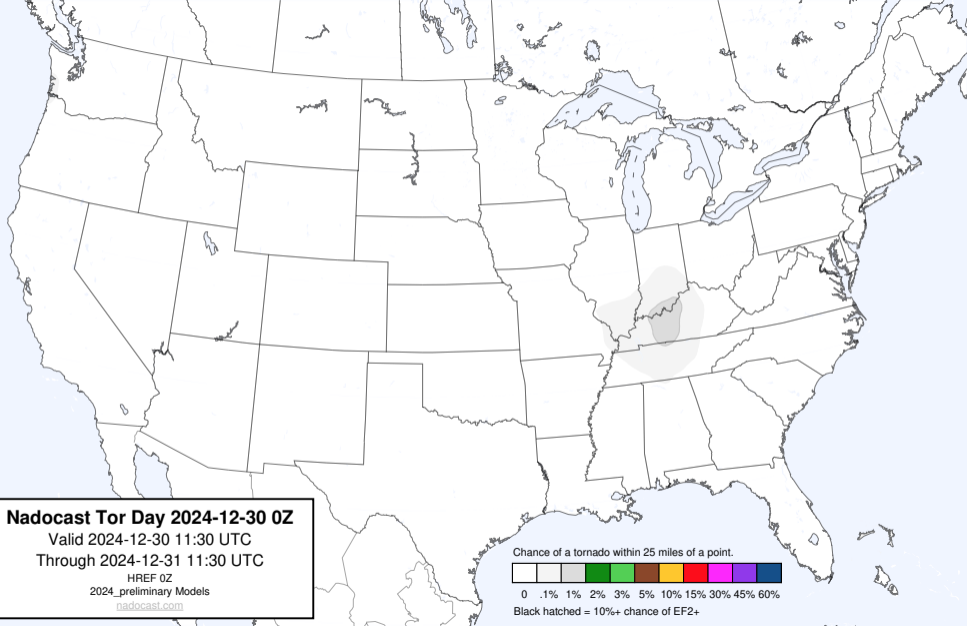 Nadocast Tor Day 2024-12-30 0Z
Valid 2024-12-30 11:30 UTC
Through 2024-12-31 11:30 UTC
HREF 0Z
2024_preliminary Models
nadocast.com
Chance of a tornado within 25 miles of a point.
0 .1% 1% 2% 3% 5% 10% 15% 30% 45% 60%
Black hatched = 10%+ chance of EF2+